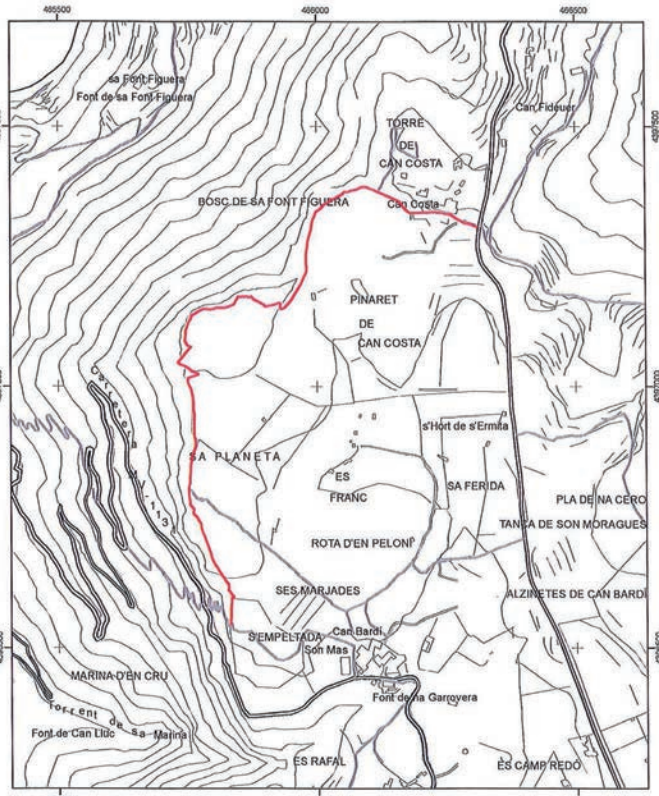 465500
466000
466500
sa Font Figuera
Font de sa Font Figuera
Can Fideuer
TORRE
DE
CAN COSTA
4397500
BOSC DE SA FONT FIGUERA
Can Costa
PINARET
DE
CAN COSTA
4397000
Carretera
s'Hort de s'Ermita
SA PLANETA
ES
FRANC
SA FERIDA
PLA DE NA CERO
TANCA DE SON MORAGUES
ROTA D'EN PELONI
SES MARJADES
ALZINETES DE CAN BARDÍ
S'EMPELTADA
Can Bardí
Son Mas
MARINA D'EN CRU
Font de na Garrovera
Torrent de sa Marina
Font de Can Lluc
ES RAFAL
ES CAMP REDÓ